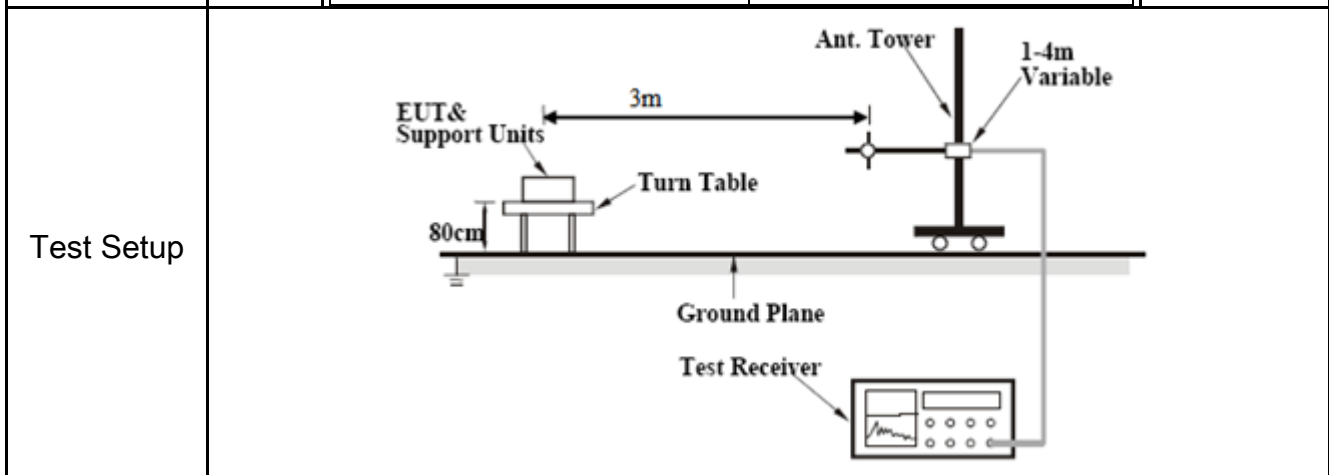 Test Setup
Ant. Tower
1-4m
Variable
3m
EUT&
Support Units
Turn Table
80cm
Ground Plane
Test Receiver